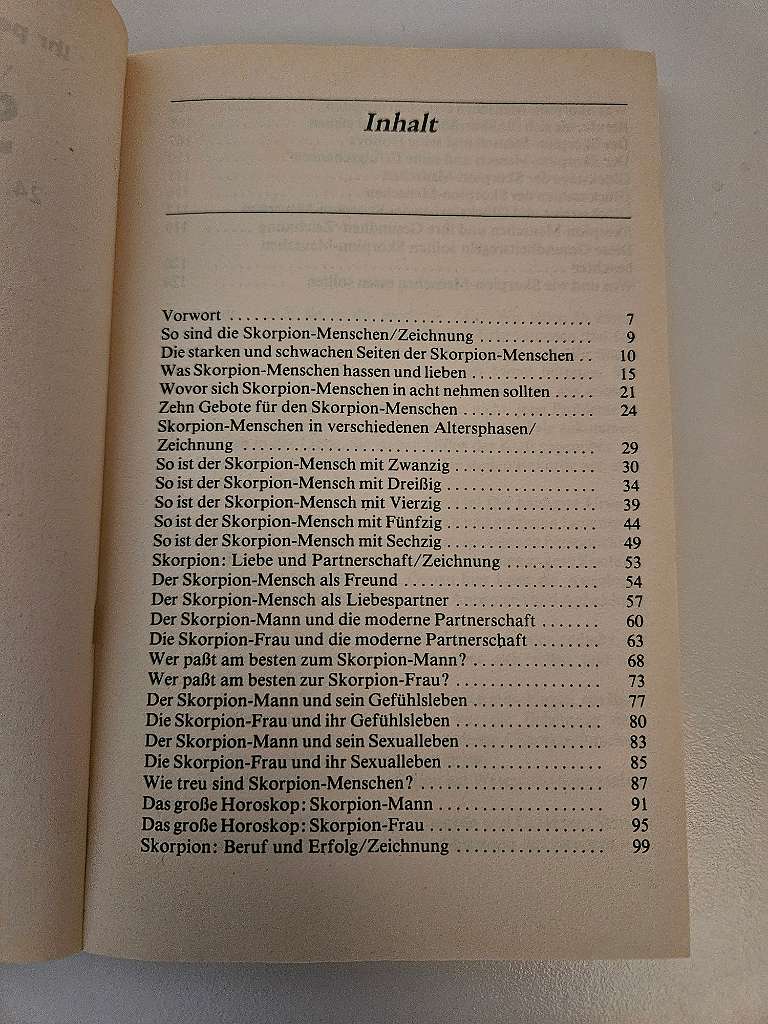 Inhalt
Vorwort ............................................ 7
So sind die Skorpion-Menschen/Zeichnung .............. 9
Die starken und schwachen Seiten der Skorpion-Menschen .. 10
Was Skorpion-Menschen hassen und lieben ............... 15
Wovor sich Skorpion-Menschen in acht nehmen sollten ..... 21
Zehn Gebote für den Skorpion-Menschen ................ 24
Skorpion-Menschen in verschiedenen Altersphasen/
Zeichnung .......................................... 29
So ist der Skorpion-Mensch mit Zwanzig ................. 30
So ist der Skorpion-Mensch mit Dreißig .................. 34
So ist der Skorpion-Mensch mit Vierzig .................. 39
So ist der Skorpion-Mensch mit Fünfzig .................. 44
So ist der Skorpion-Mensch mit Sechzig .................. 49
Skorpion: Liebe und Partnerschaft/Zeichnung ........... 53
Der Skorpion-Mensch als Freund ....................... 54
Der Skorpion-Mensch als Liebespartner ................. 57
Der Skorpion-Mann und die moderne Partnerschaft ....... 60
Die Skorpion-Frau und die moderne Partnerschaft ........ 63
Wer paßt am besten zum Skorpion-Mann? ............... 68
Wer paßt am besten zur Skorpion-Frau? ................. 73
Der Skorpion-Mann und sein Gefühlsleben ............... 77
Die Skorpion-Frau und ihr Gefühlsleben ................. 80
Der Skorpion-Mann und sein Sexualleben ................ 83
Die Skorpion-Frau und ihr Sexualleben ................... 85
Wie treu sind Skorpion-Menschen? ...................... 87
Das große Horoskop: Skorpion-Mann .................... 91
Das große Horoskop: Skorpion-Frau ..................... 95
Skorpion: Beruf und Erfolg/Zeichnung .................. 99